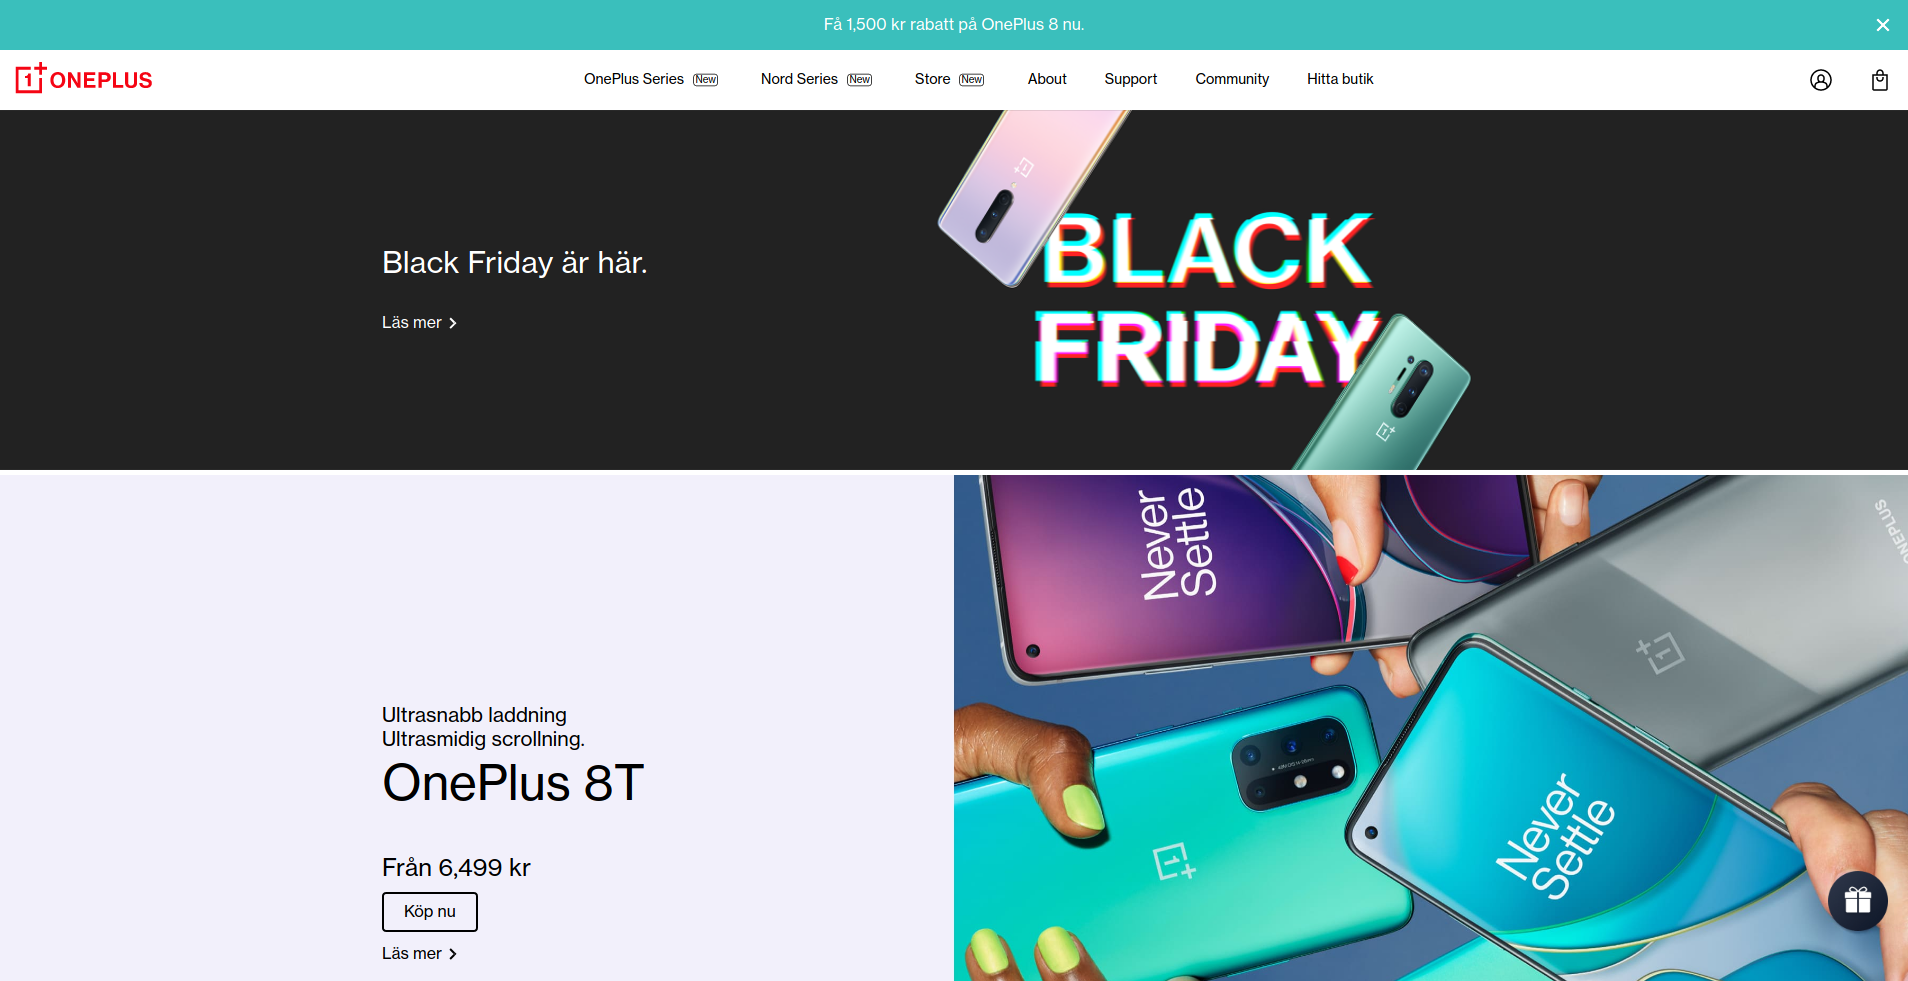 Få 1,500 kr rabatt på OnePlus 8 nu.
ONEPLUS
OnePlus Series New
Nord Series New
Store New
About
Support
Community
Hitta butik
Black Friday är här.
Läs mer
BLACK
FRIDAY
Ultrasnabb laddning
Ultrasmidig scrollning.
OnePlus 8T
Från 6,499 kr
Köp nu
Läs mer
Never
Settle
ONEPLUS
Never
Settle